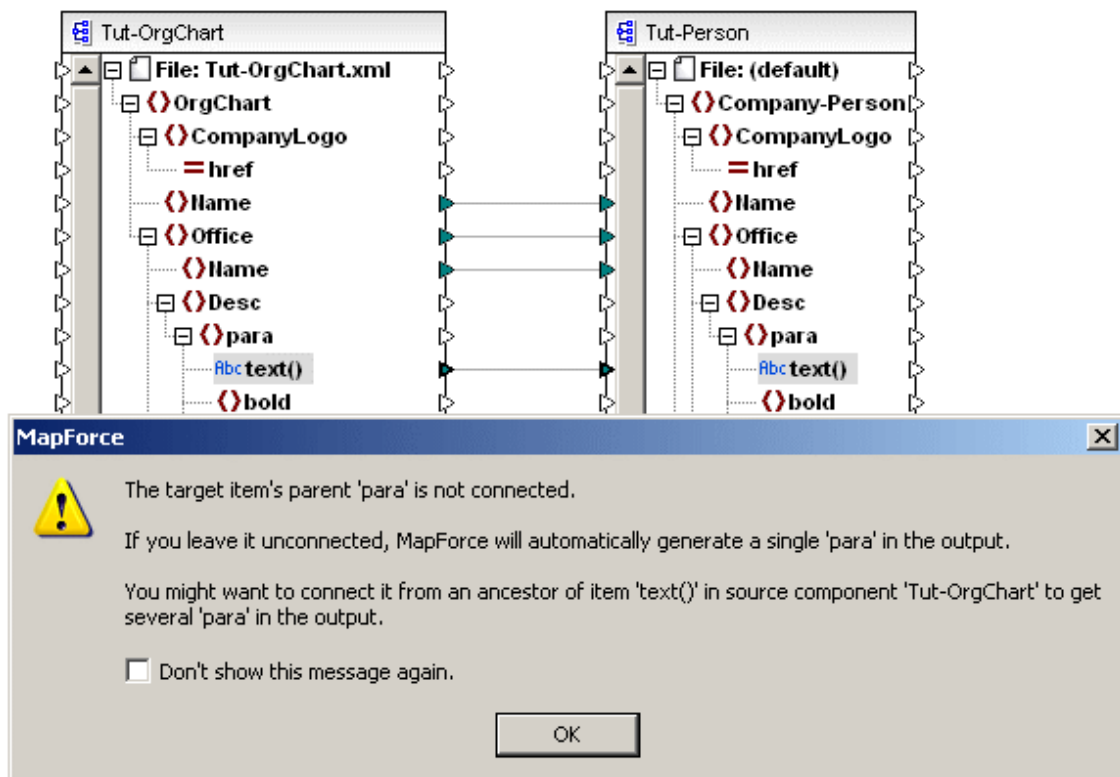 Tut-OrgChart
File: Tut-OrgChart.xml
OrgChart
CompanyLogo
href
Name
Office
Name
Desc
para
Abc text()
bold
Tut-Person
File: (default)
Company-Person
CompanyLogo
href
Name
Office
Name
Desc
para
Abc text()
bold
MapForce
The target item's parent 'para' is not connected.
If you leave it unconnected, MapForce will automatically generate a single 'para' in the output.
You might want to connect it from an ancestor of item 'text()' in source component 'Tut-OrgChart' to get
several 'para' in the output.
Don't show this message again.
OK